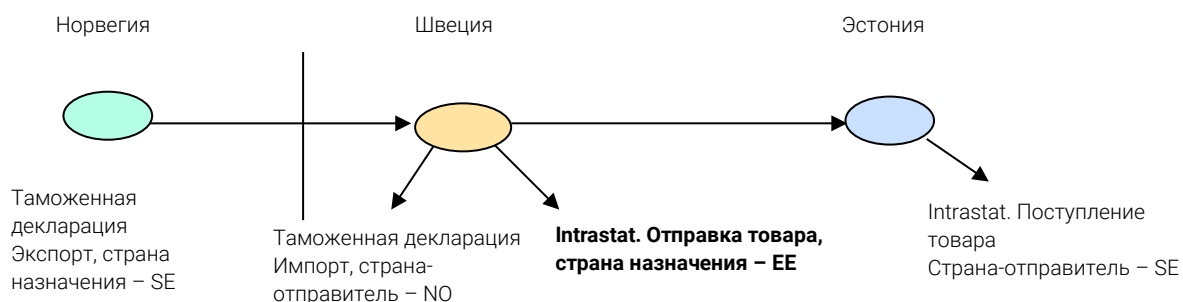 Норвегия
Швеция
Эстония
Таможенная
декларация
Экспорт, страна
назначения – SE
Таможенная декларация
Импорт, страна-
отправитель – NO
Intrastat. Отправка товара,
страна назначения – EE
Intrastat. Поступление
товара
Страна-отправитель – SE